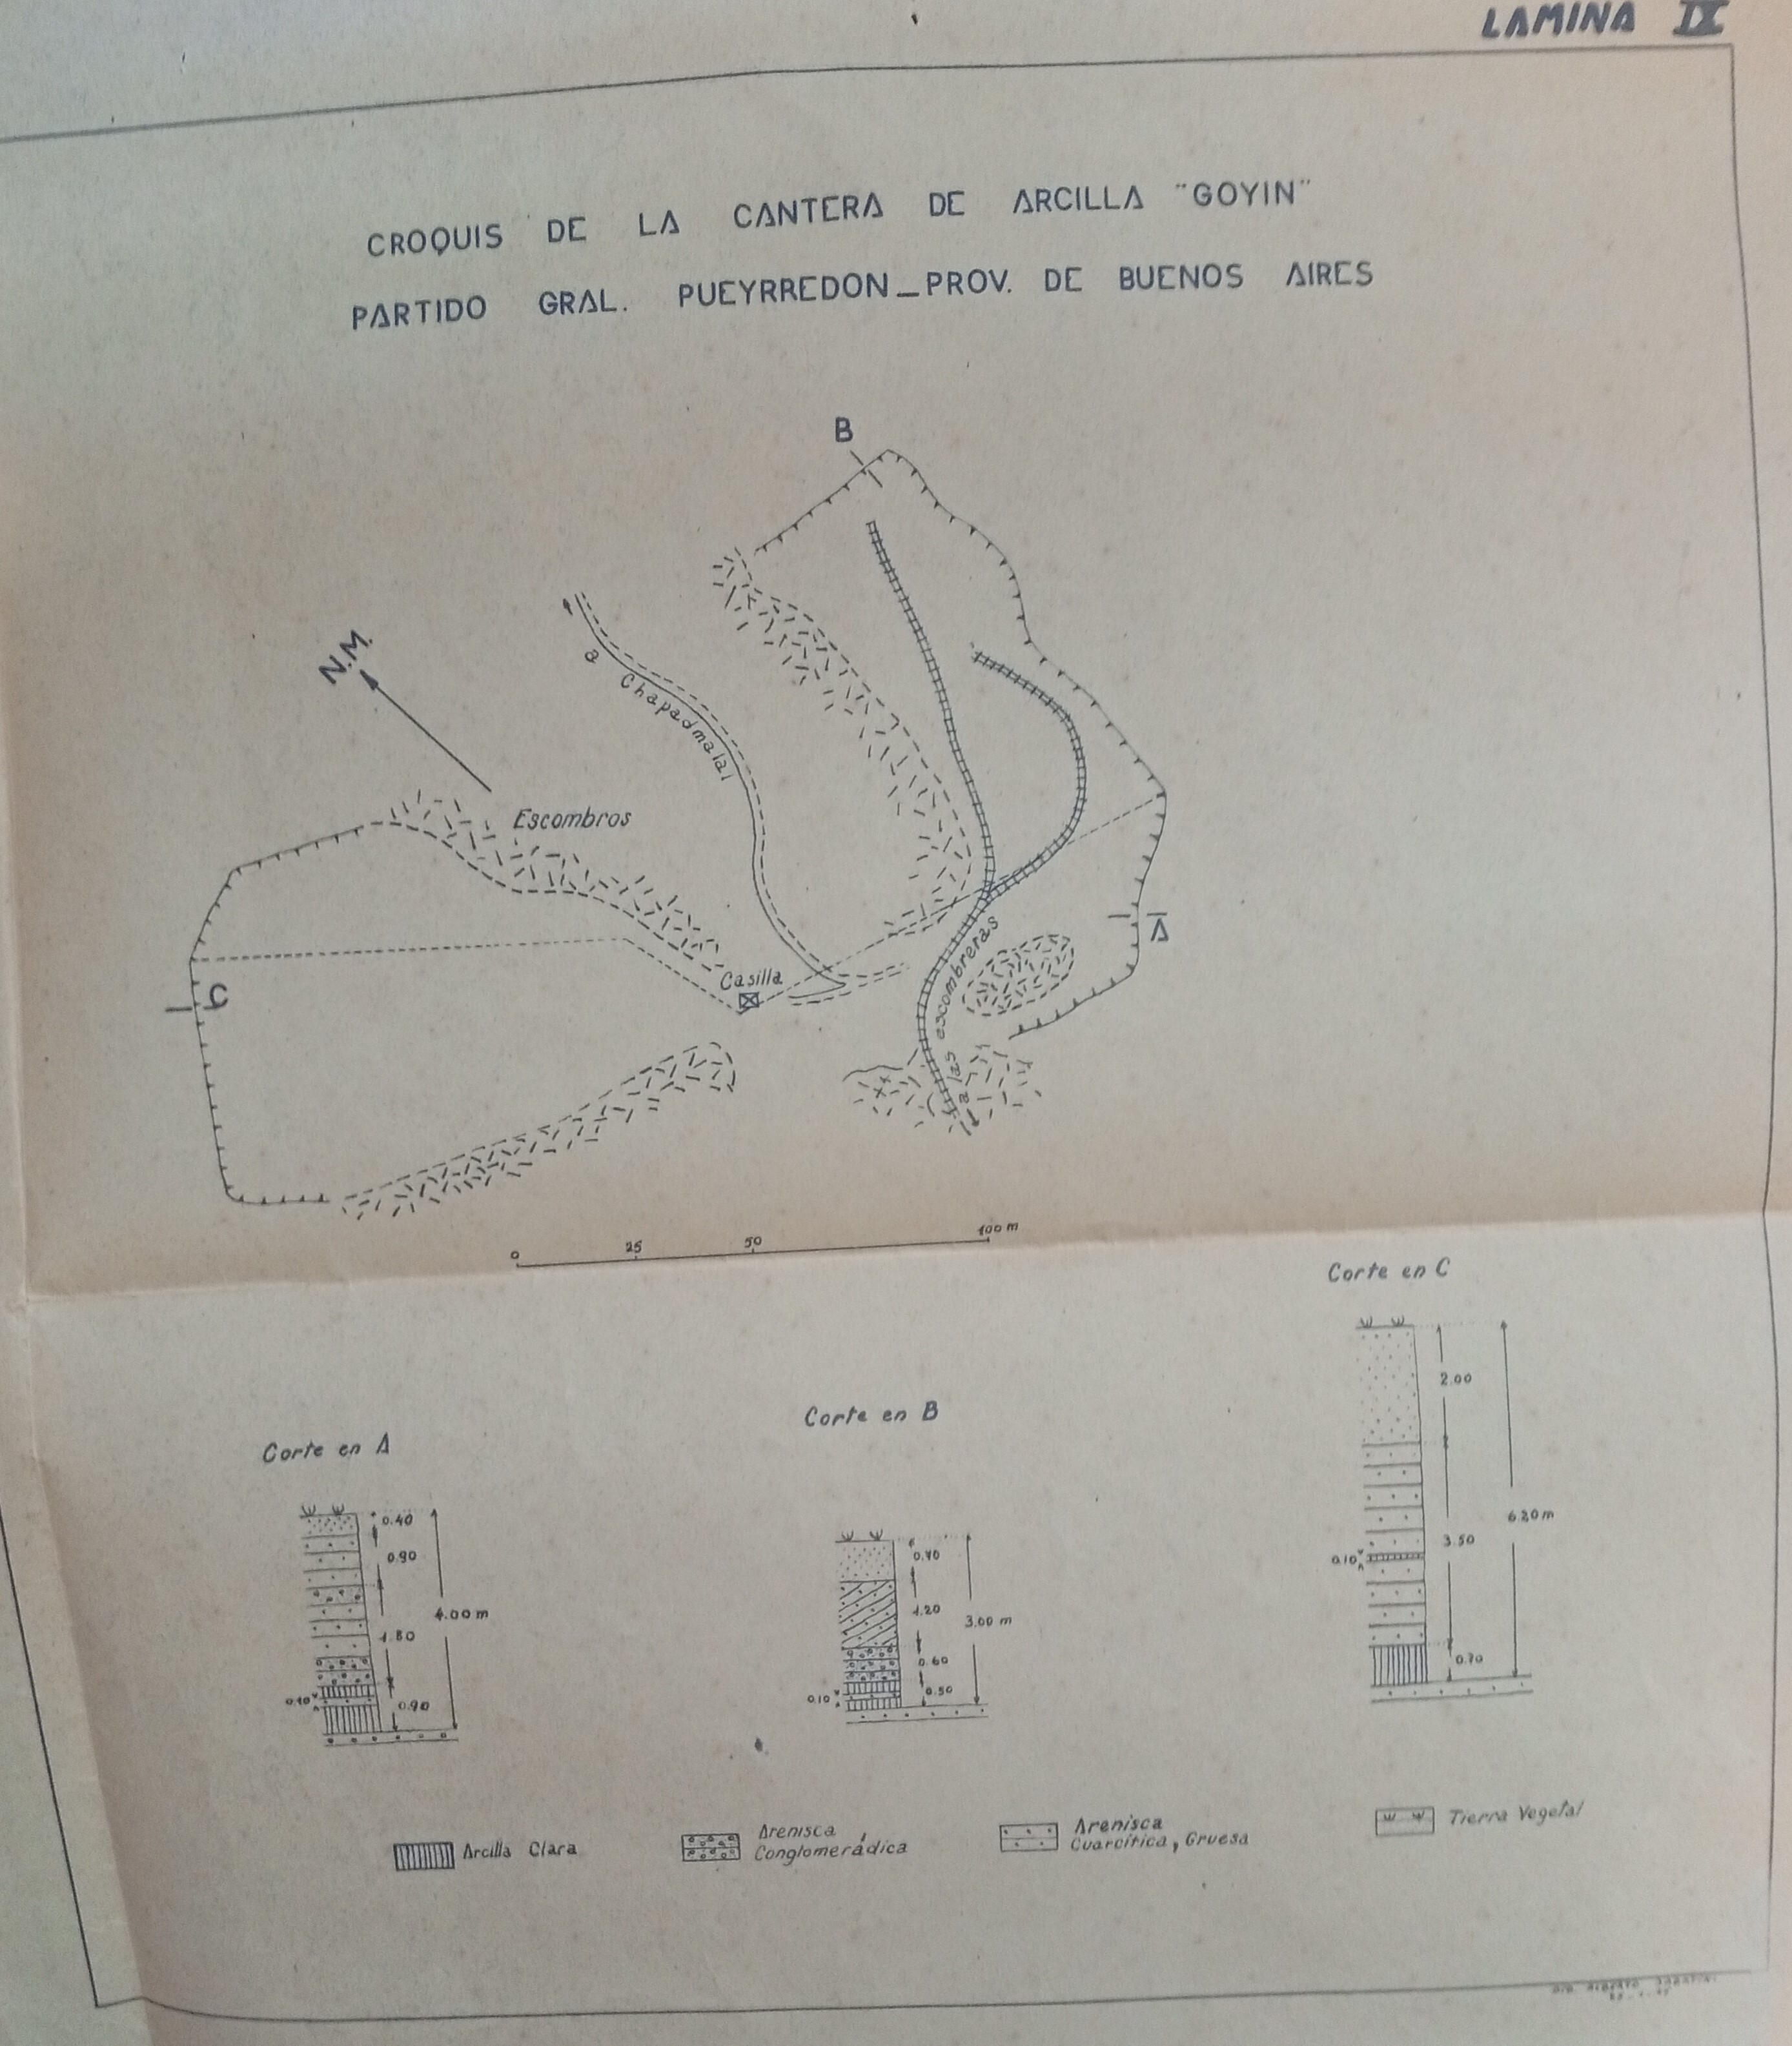 LAMINA IX
CROQUIS DE LA CANTERA DE ARCILLA "GOYIN"
PARTIDO GRAL. PUEYRREDON_PROV. DE BUENOS AIRES
B
N.M.
a Chapadmalal
Escombros
Casilla
C
A
a las escombreras
0 25 50 100 m
Corte en C
2.00
3.50
6.20 m
0.10
0.70
Corte en B
0.70
1.20
3.00 m
0.60
0.10
0.50
Corte en A
0.40
0.90
4.00 m
1.80
0.10
0.90
Arcilla Clara
Arenisca
Conglomerádica
Arenisca
Cuarcítica, Gruesa
Tierra Vegetal